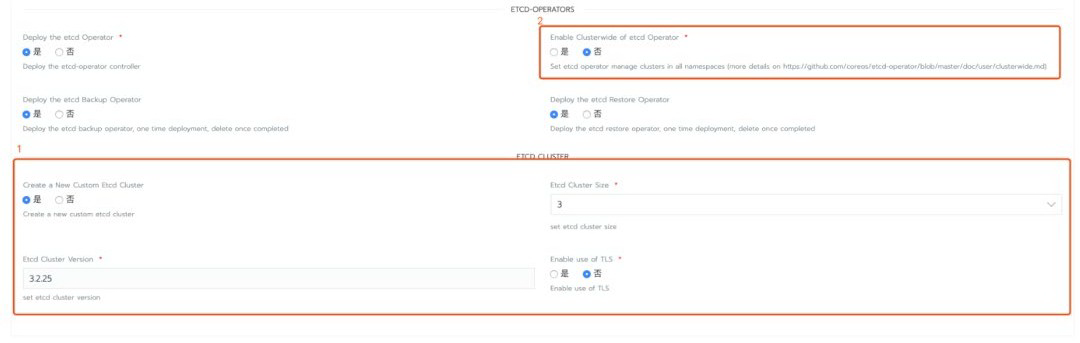 ETCD-OPERATORS
2
Deploy the etcd Operator *
是 否
Deploy the etcd-operator controller
Enable Clusterwide of etcd Operator *
是 否
Set etcd operator manage clusters in all namespaces (more details on https://github.com/coreos/etcd-operator/blob/master/doc/user/clusterwide.md)
Deploy the etcd Backup Operator
是 否
Deploy the etcd backup operator, one time deployment, delete once completed
Deploy the etcd Restore Operator
是 否
Deploy the etcd restore operator, one time deployment, delete once completed
1
ETCD CLUSTER
Create a New Custom Etcd Cluster
是 否
Create a new custom etcd cluster
Etcd Cluster Size *
3
set etcd cluster size
Etcd Cluster Version *
3.2.25
set etcd cluster version
Enable use of TLS *
是 否
Enable use of TLS